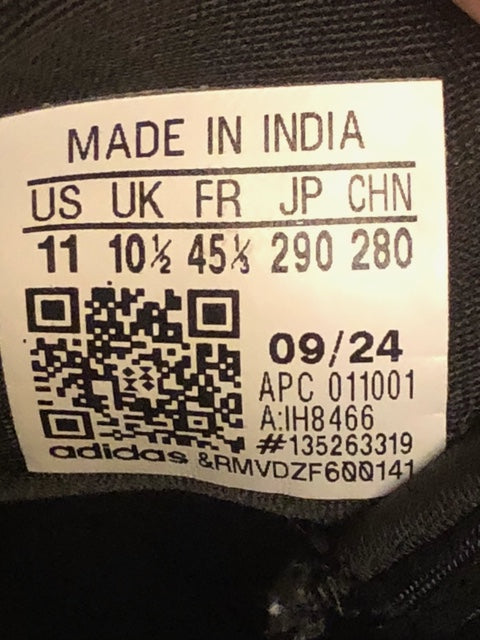 MADE IN INDIA
US UK FR JP CHN
11 10½ 45⅓ 290 280
09/24
APC 011001
A:IH8466
#135263319
adidas &RMVDZF600141